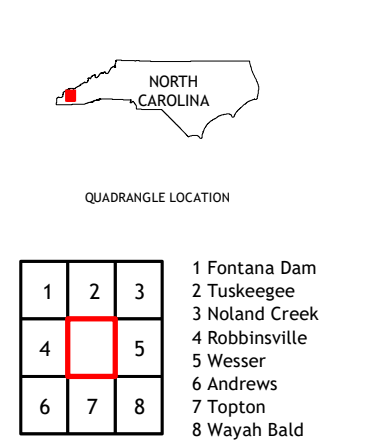 NORTH
CAROLINA
QUADRANGLE LOCATION
1 2 3
4 5
6 7 8
1 Fontana Dam
2 Tuskeegee
3 Noland Creek
4 Robbinsville
5 Wesser
6 Andrews
7 Topton
8 Wayah Bald